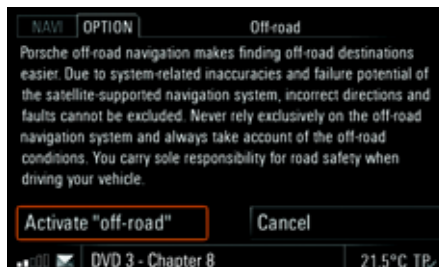 NAVI OPTION Off-road
Porsche off-road navigation makes finding off-road destinations
easier. Due to system-related inaccuracies and failure potential of
the satellite-supported navigation system, incorrect directions and
faults cannot be excluded. Never rely exclusively on the off-road
navigation system and always take account of the off-road
conditions. You carry sole responsibility for road safety when
driving your vehicle.
Activate "off-road" Cancel
DVD 3 - Chapter 8 21.5°C TP